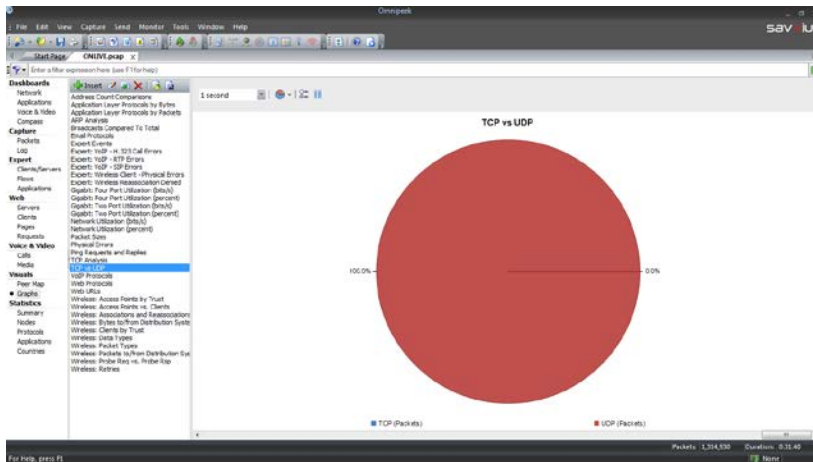 Omnipeek
File Edit View Capture Send Monitor Tools Window Help
savvius
Start Page ONLIVE.pcap x
Enter a filter expression here (use F1 for help)
Dashboards
Network
Applications
Voice & Video
Compass
Capture
Packets
Log
Expert
Clients/Servers
Flows
Applications
Web
Servers
Clients
Pages
Requests
Voice & Video
Calls
Media
Visuals
Peer Map
Graphs
Statistics
Summary
Nodes
Protocols
Applications
Countries
Insert
Address Count Comparisons
Application Layer Protocols by Bytes
Application Layer Protocols by Packets
ARP Analysis
Broadcasts Compared To Total
Email Protocols
Expert Events
Expert: VoIP - H.323 Call Errors
Expert: VoIP - RTP Errors
Expert: VoIP - SIP Errors
Expert: Wireless Client - Physical Errors
Expert: Wireless Reassociation Denied
Gigabit: Four Port Utilization (bits/s)
Gigabit: Four Port Utilization (percent)
Gigabit: Two Port Utilization (bits/s)
Gigabit: Two Port Utilization (percent)
Network Utilization (bits/s)
Network Utilization (percent)
Packet Sizes
Physical Errors
Ping Requests and Replies
TCP Analysis
TCP vs UDP
VoIP Protocols
Web Protocols
Web URLs
Wireless: Access Points by Trust
Wireless: Access Points vs. Clients
Wireless: Associations and Reassociations
Wireless: Bytes to/from Distribution Syste
Wireless: Clients by Trust
Wireless: Data Types
Wireless: Packet Types
Wireless: Packets to/from Distribution Sys
Wireless: Probe Req vs. Probe Rsp
Wireless: Retries
1 second
TCP vs UDP
100.0%
0.0%
TCP (Packets)
UDP (Packets)
Packets: 1,314,930 Duration: 0:31:40
For Help, press F1
None